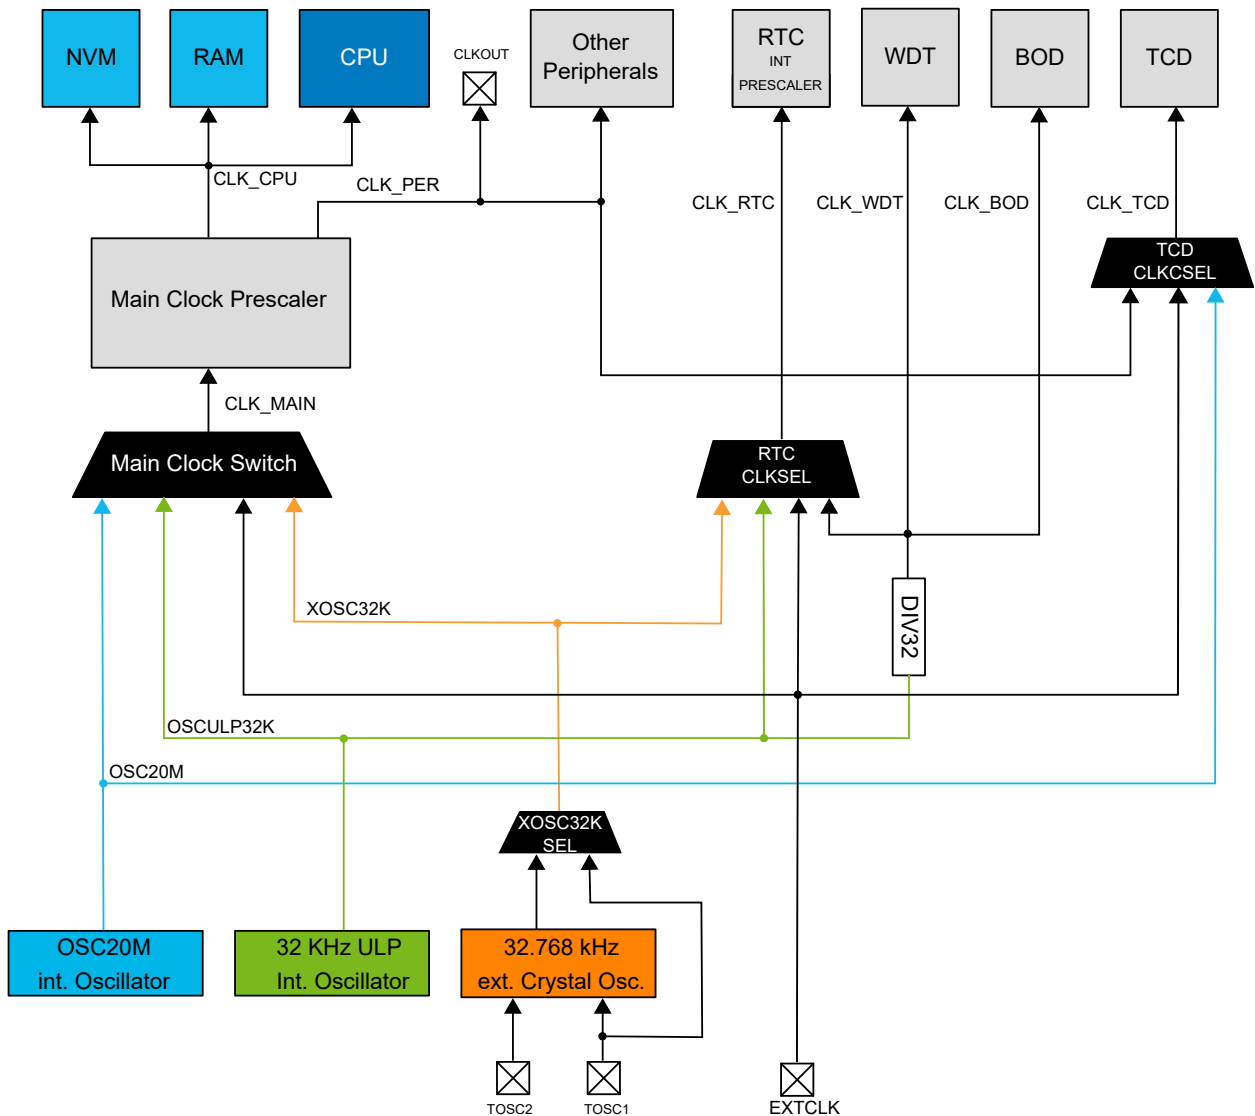 NVM
RAM
CPU
CLKOUT
Other
Peripherals
RTC
INT
PRESCALER
WDT
BOD
TCD
CLK_CPU
CLK_PER
CLK_RTC
CLK_WDT
CLK_BOD
CLK_TCD
TCD
CLKCSEL
Main Clock Prescaler
CLK_MAIN
Main Clock Switch
RTC
CLKSEL
XOSC32K
DIV32
OSCULP32K
OSC20M
XOSC32K
SEL
OSC20M
int. Oscillator
32 KHz ULP
Int. Oscillator
32.768 kHz
ext. Crystal Osc.
TOSC2
TOSC1
EXTCLK